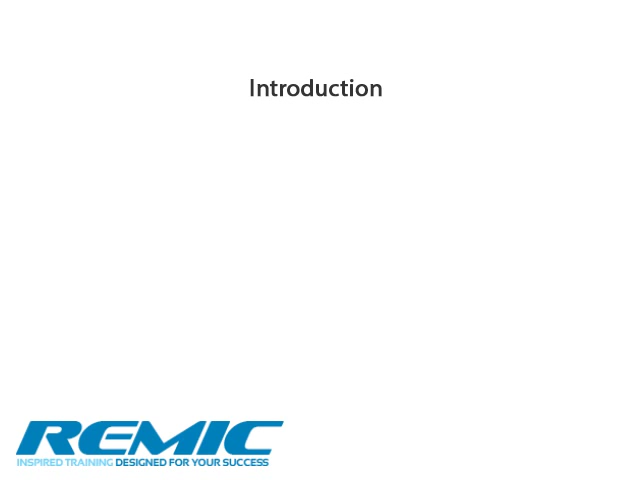 Introduction
REMIC
INSPIRED TRAINING DESIGNED FOR YOUR SUCCESS